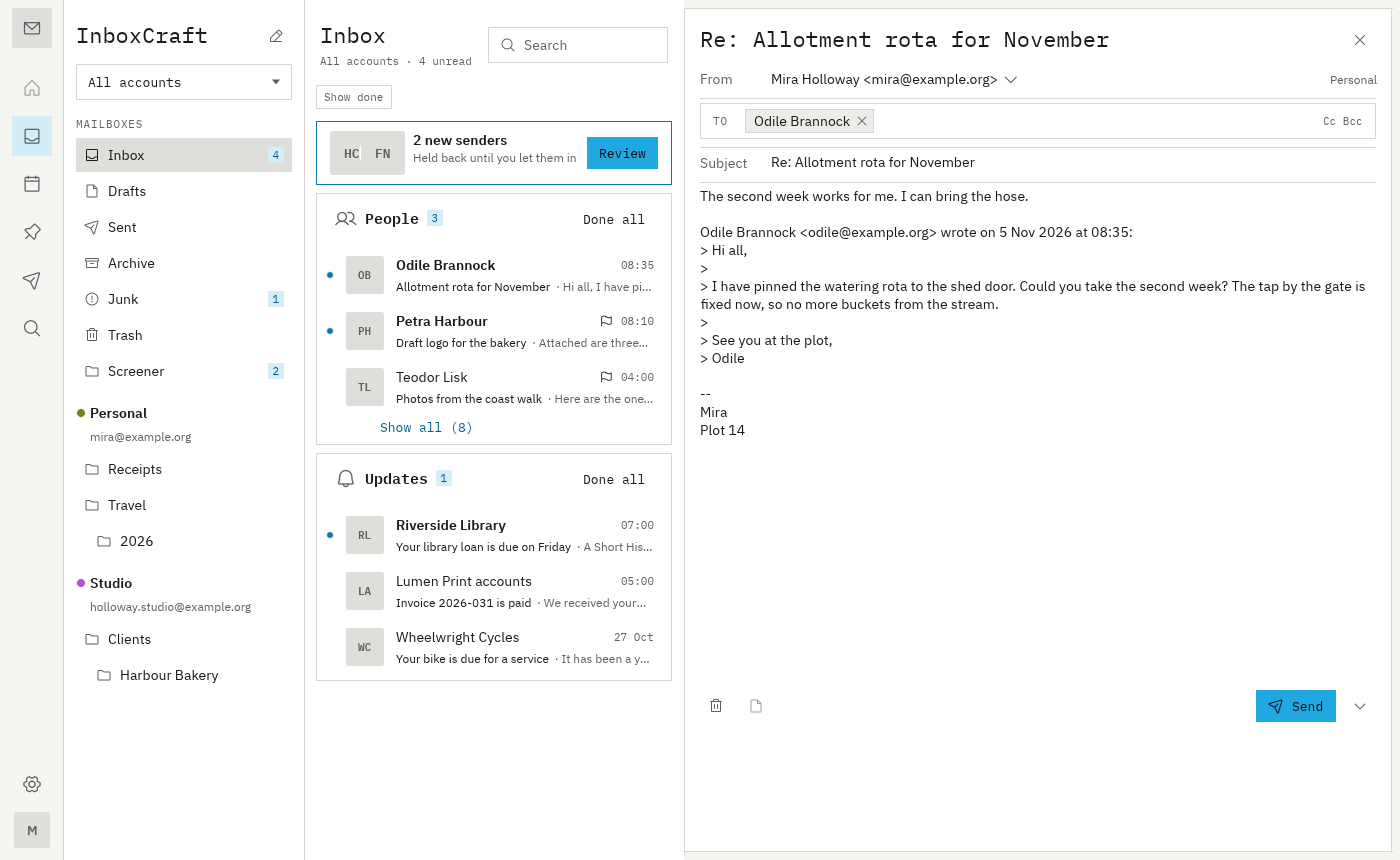 InboxCraft
All accounts
MAILBOXES
Inbox 4
Drafts
Sent
Archive
Junk 1
Trash
Screener 2
Personal
mira@example.org
Receipts
Travel
2026
Studio
holloway.studio@example.org
Clients
Harbour Bakery
M
Inbox
All accounts · 4 unread
Search
Show done
HC FN
2 new senders
Held back until you let them in
Review
People 3 Done all
OB
Odile Brannock 08:35
Allotment rota for November · Hi all, I have pi…
PH
Petra Harbour 08:10
Draft logo for the bakery · Attached are three…
TL
Teodor Lisk 04:00
Photos from the coast walk · Here are the one…
Show all (8)
Updates 1 Done all
RL
Riverside Library 07:00
Your library loan is due on Friday · A Short His…
LA
Lumen Print accounts 05:00
Invoice 2026-031 is paid · We received your…
WC
Wheelwright Cycles 27 Oct
Your bike is due for a service · It has been a y…
Re: Allotment rota for November
From Mira Holloway <mira@example.org> Personal
TO Odile Brannock Cc Bcc
Subject Re: Allotment rota for November
The second week works for me. I can bring the hose.
Odile Brannock <odile@example.org> wrote on 5 Nov 2026 at 08:35:
> Hi all,
>
> I have pinned the watering rota to the shed door. Could you take the second week? The tap by the gate is
fixed now, so no more buckets from the stream.
>
> See you at the plot,
> Odile
--
Mira
Plot 14
Send